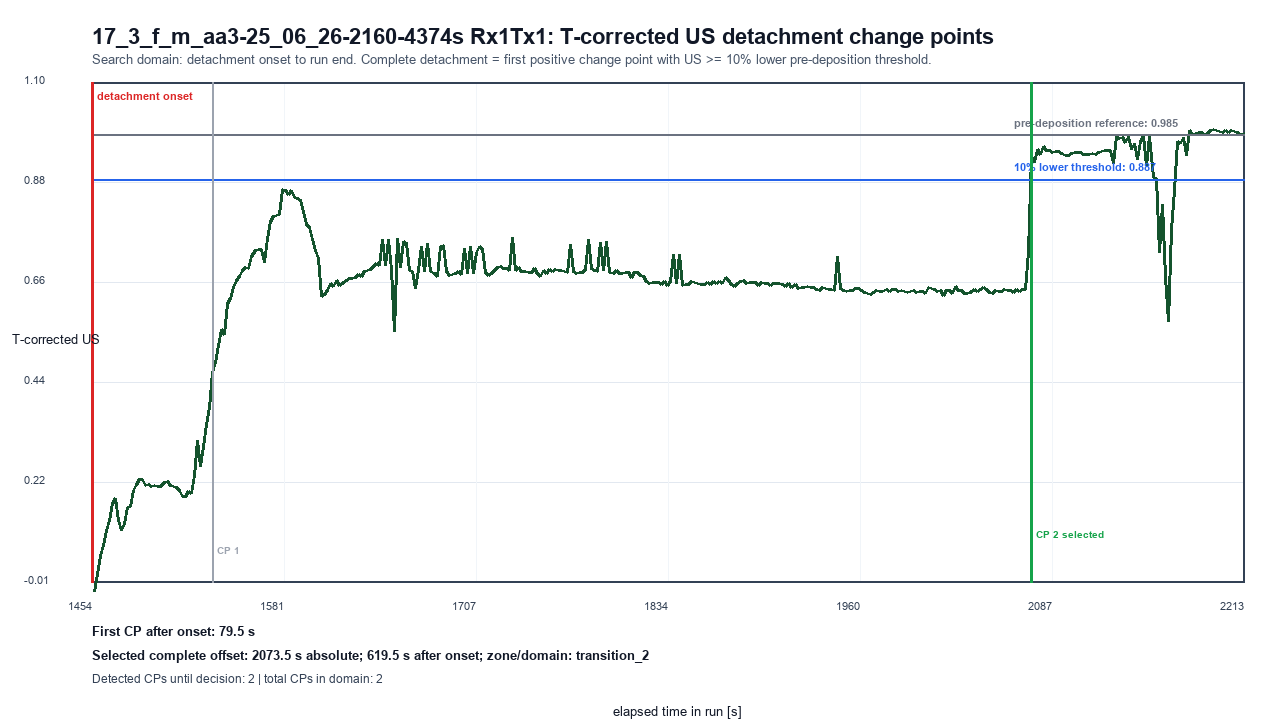 17_3_f_m_aa3-25_06_26-2160-4374s Rx1Tx1: T-corrected US detachment change points
Search domain: detachment onset to run end. Complete detachment = first positive change point with US >= 10% lower pre-deposition threshold.
1.10
detachment onset
pre-deposition reference: 0.985
10% lower threshold: 0.887
0.88
0.66
T-corrected US
0.44
0.22
CP 2 selected
CP 1
-0.01
1454
1581
1707
1834
1960
2087
2213
First CP after onset: 79.5 s
Selected complete offset: 2073.5 s absolute; 619.5 s after onset; zone/domain: transition_2
Detected CPs until decision: 2 | total CPs in domain: 2
elapsed time in run [s]